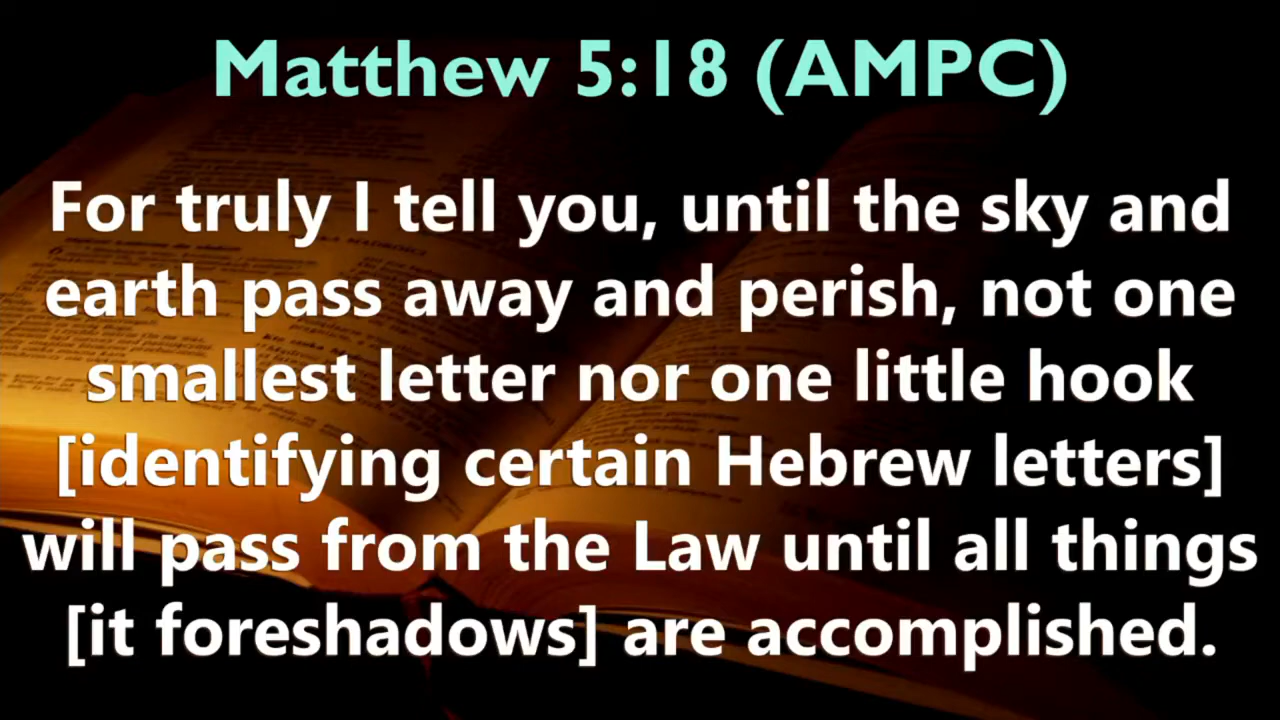 Matthew 5:18 (AMPC)
For truly I tell you, until the sky and
earth pass away and perish, not one
smallest letter nor one little hook
[identifying certain Hebrew letters]
will pass from the Law until all things
[it foreshadows] are accomplished.